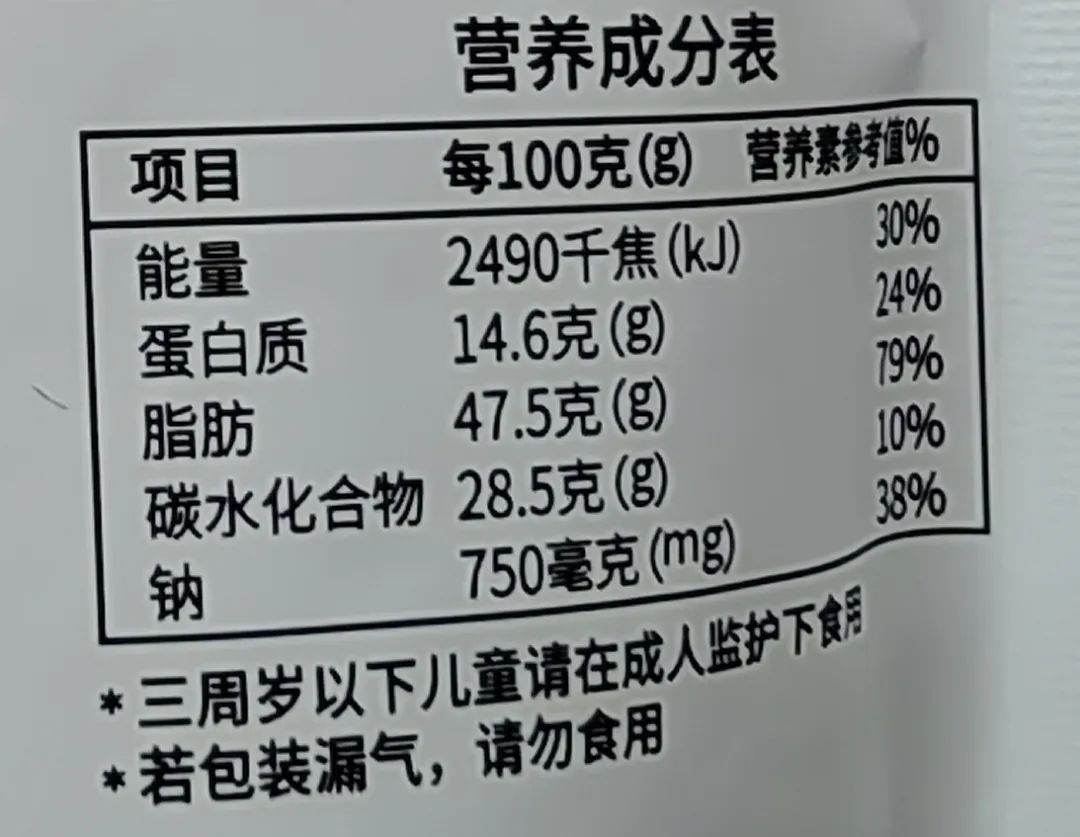 营养成分表
项目 每100克(g) 营养素参考值%
能量 2490千焦(kJ) 30%
蛋白质 14.6克(g) 24%
脂肪 47.5克(g) 79%
碳水化合物 28.5克(g) 10%
钠 750毫克(mg) 38%
*三周岁以下儿童请在成人监护下食用
*若包装漏气，请勿食用